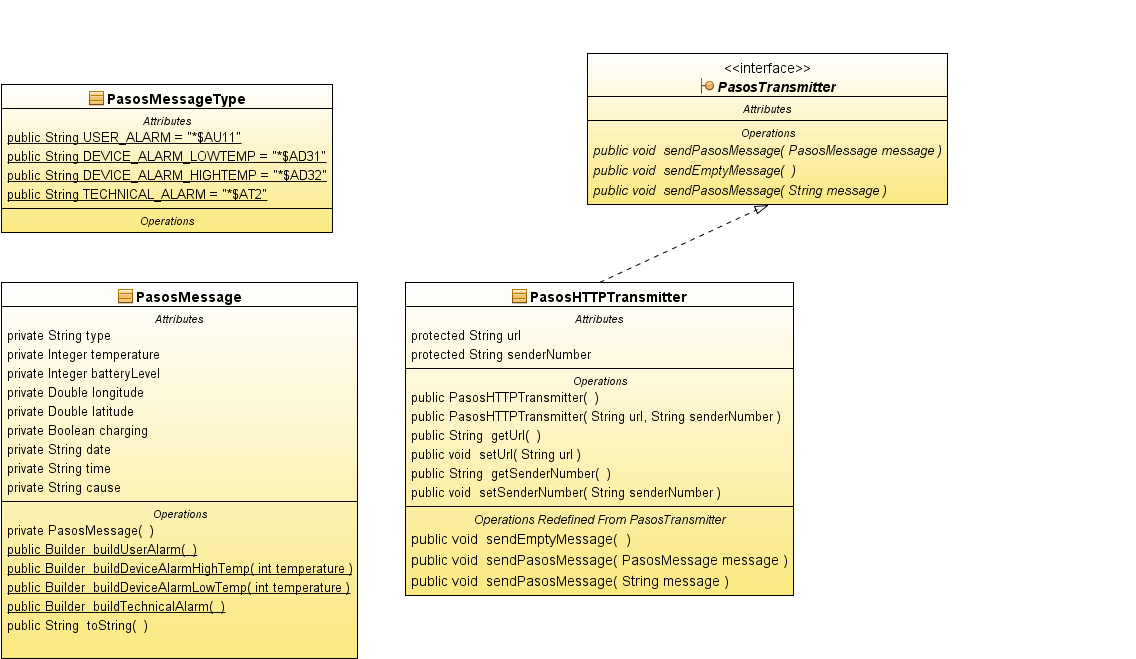 PasosMessageType
Attributes
public String USER_ALARM = "*$AU11"
public String DEVICE_ALARM_LOWTEMP = "*$AD31"
public String DEVICE_ALARM_HIGHTEMP = "*$AD32"
public String TECHNICAL_ALARM = "*$AT2"
Operations
<<interface>>
PasosTransmitter
Attributes
Operations
public void sendPasosMessage( PasosMessage message )
public void sendEmptyMessage( )
public void sendPasosMessage( String message )
PasosMessage
Attributes
private String type
private Integer temperature
private Integer batteryLevel
private Double longitude
private Double latitude
private Boolean charging
private String date
private String time
private String cause
Operations
private PasosMessage( )
public Builder buildUserAlarm( )
public Builder buildDeviceAlarmHighTemp( int temperature )
public Builder buildDeviceAlarmLowTemp( int temperature )
public Builder buildTechnicalAlarm( )
public String toString( )
PasosHTTPTransmitter
Attributes
protected String url
protected String senderNumber
Operations
public PasosHTTPTransmitter( )
public PasosHTTPTransmitter( String url, String senderNumber )
public String getUrl( )
public void setUrl( String url )
public String getSenderNumber( )
public void setSenderNumber( String senderNumber )
Operations Redefined From PasosTransmitter
public void sendEmptyMessage( )
public void sendPasosMessage( PasosMessage message )
public void sendPasosMessage( String message )